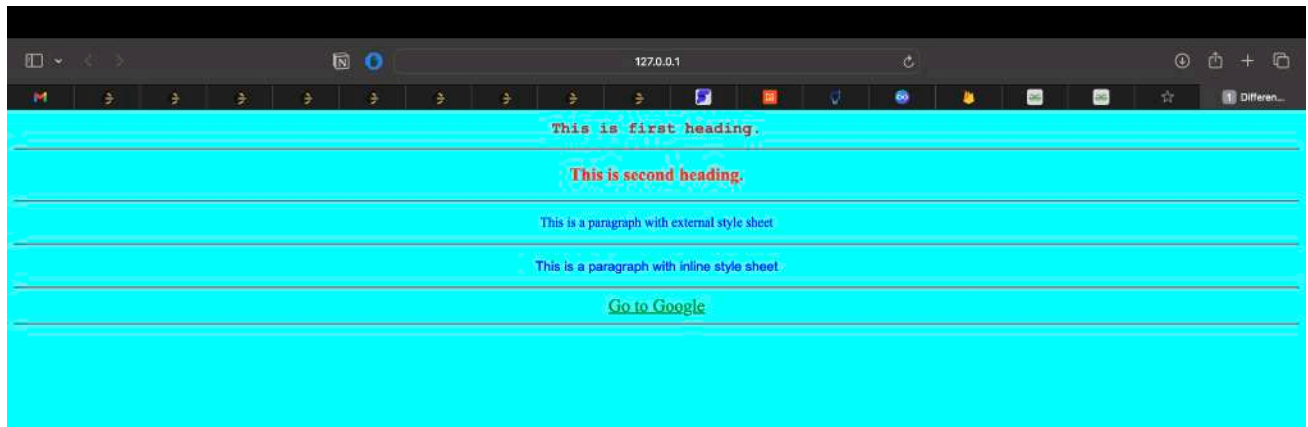 127.0.0.1
1 Differen...
This is first heading.
This is second heading.
This is a paragraph with external style sheet
This is a paragraph with inline style sheet
Go to Google